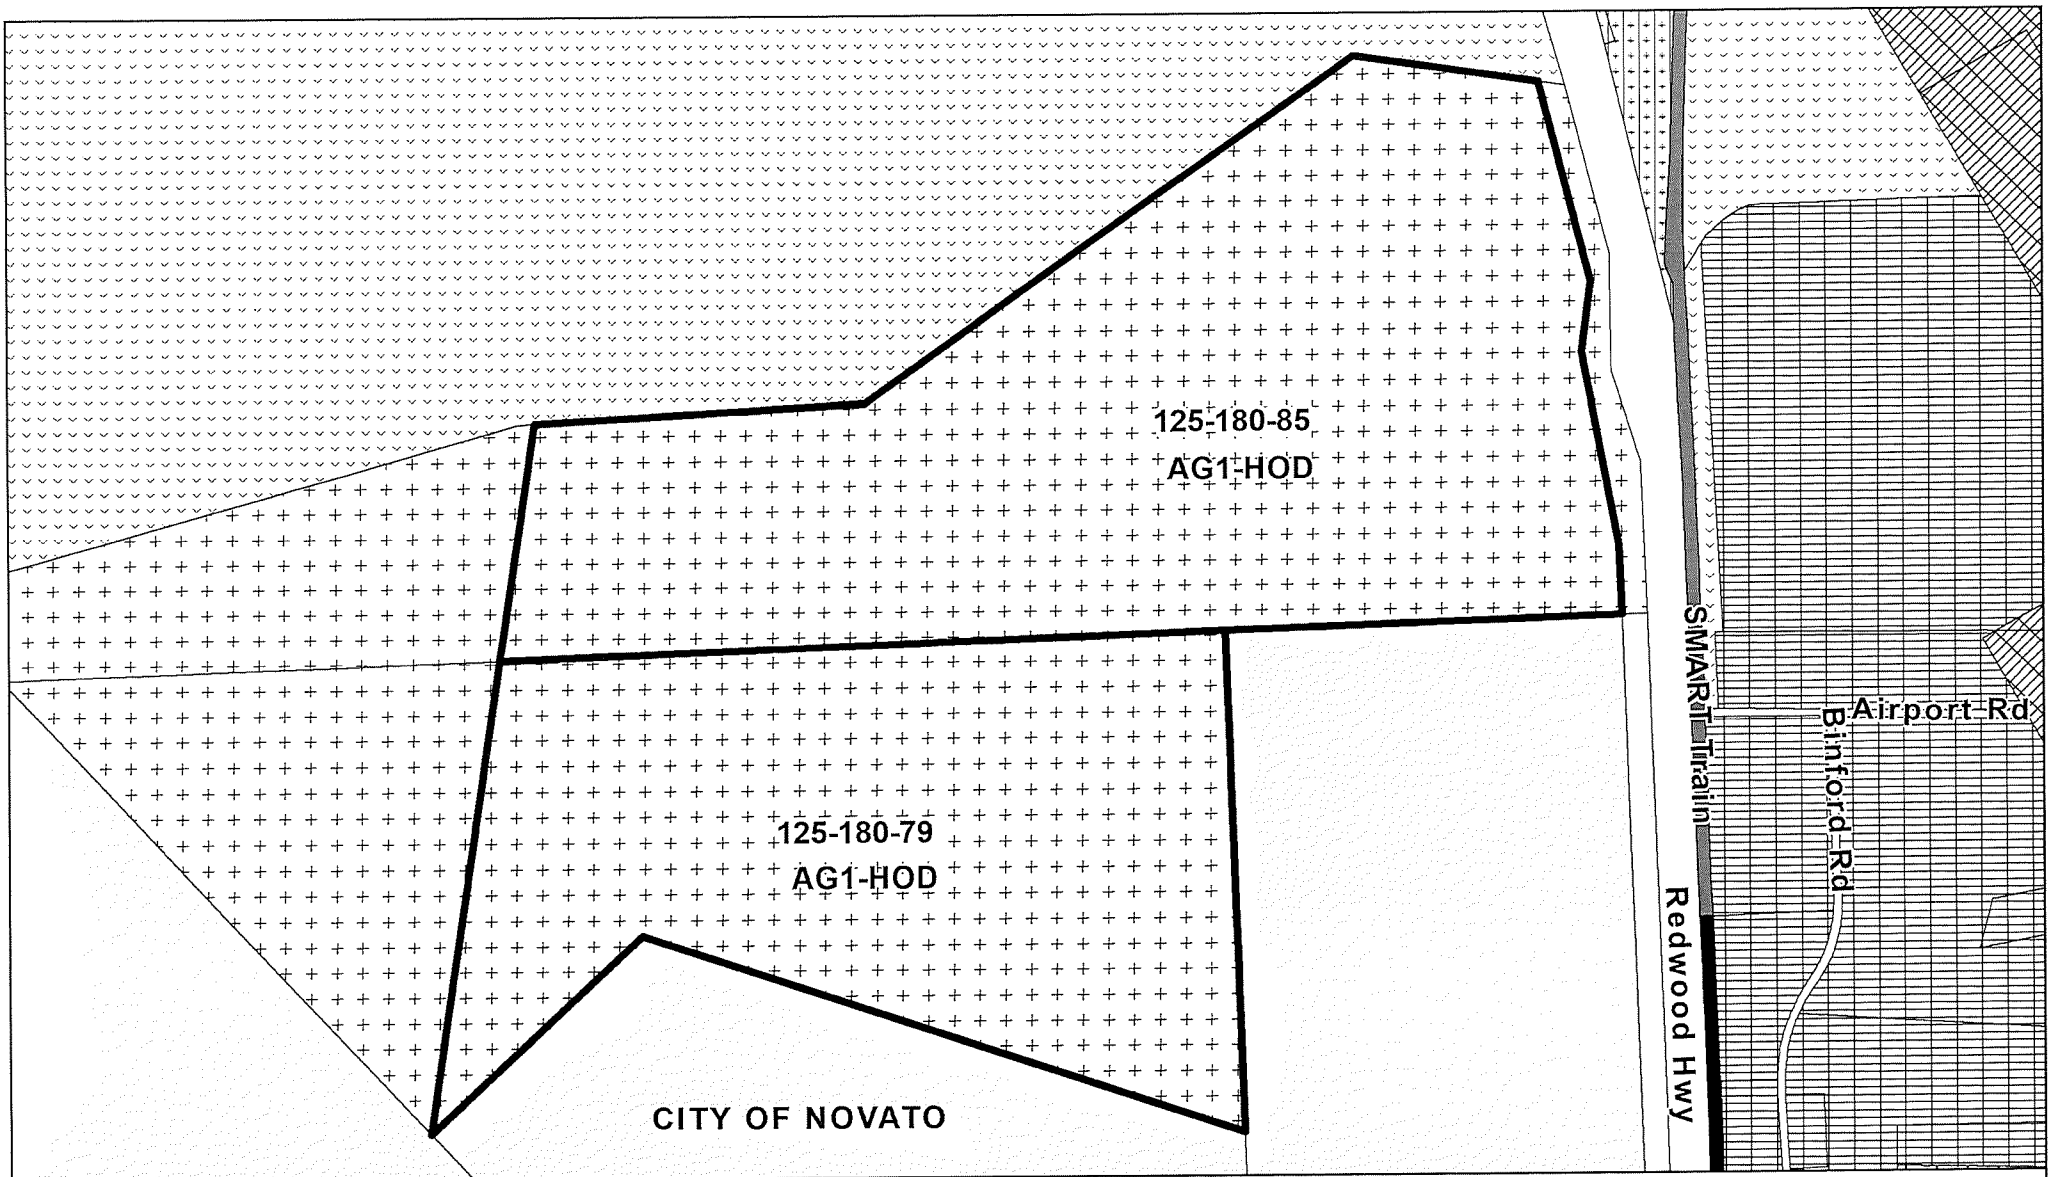 125-180-85
AG1-HOD
SMART Train
Airport Rd
Binford Rd
125-180-79
AG1-HOD
Redwood Hwy
CITY OF NOVATO